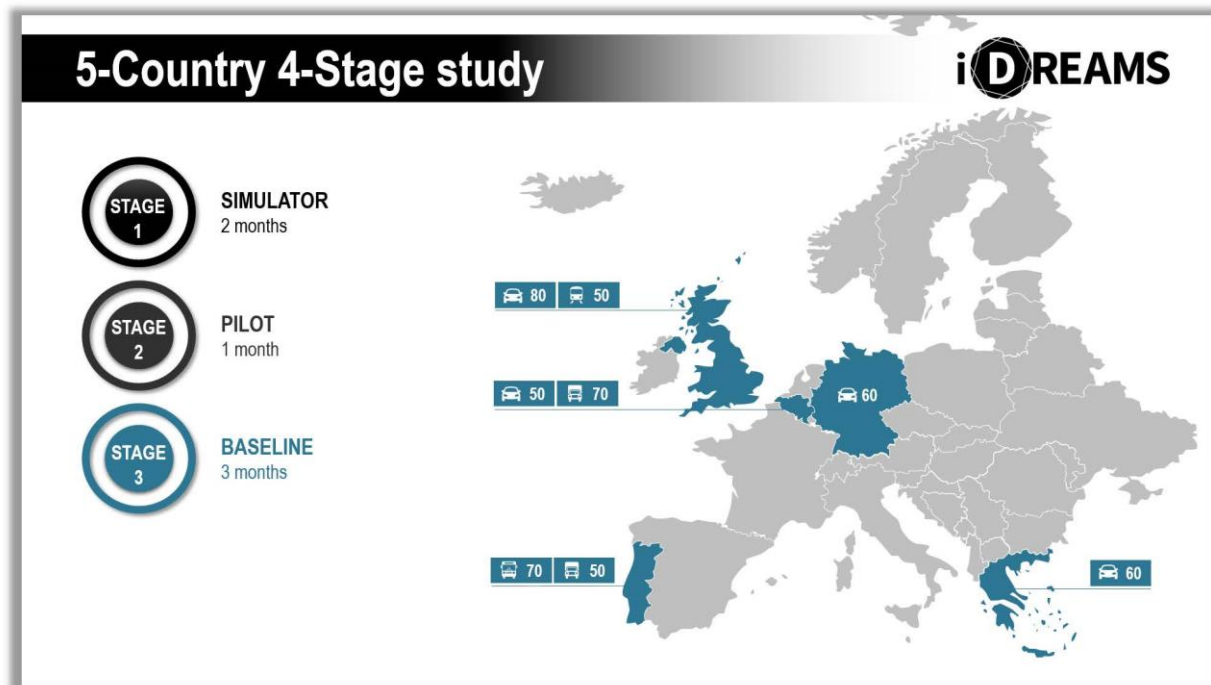 5-Country 4-Stage study
iDREAMS
STAGE
1
SIMULATOR
2 months
STAGE
2
PILOT
1 month
STAGE
3
BASELINE
3 months
80 50
50 70
60
70 50
60